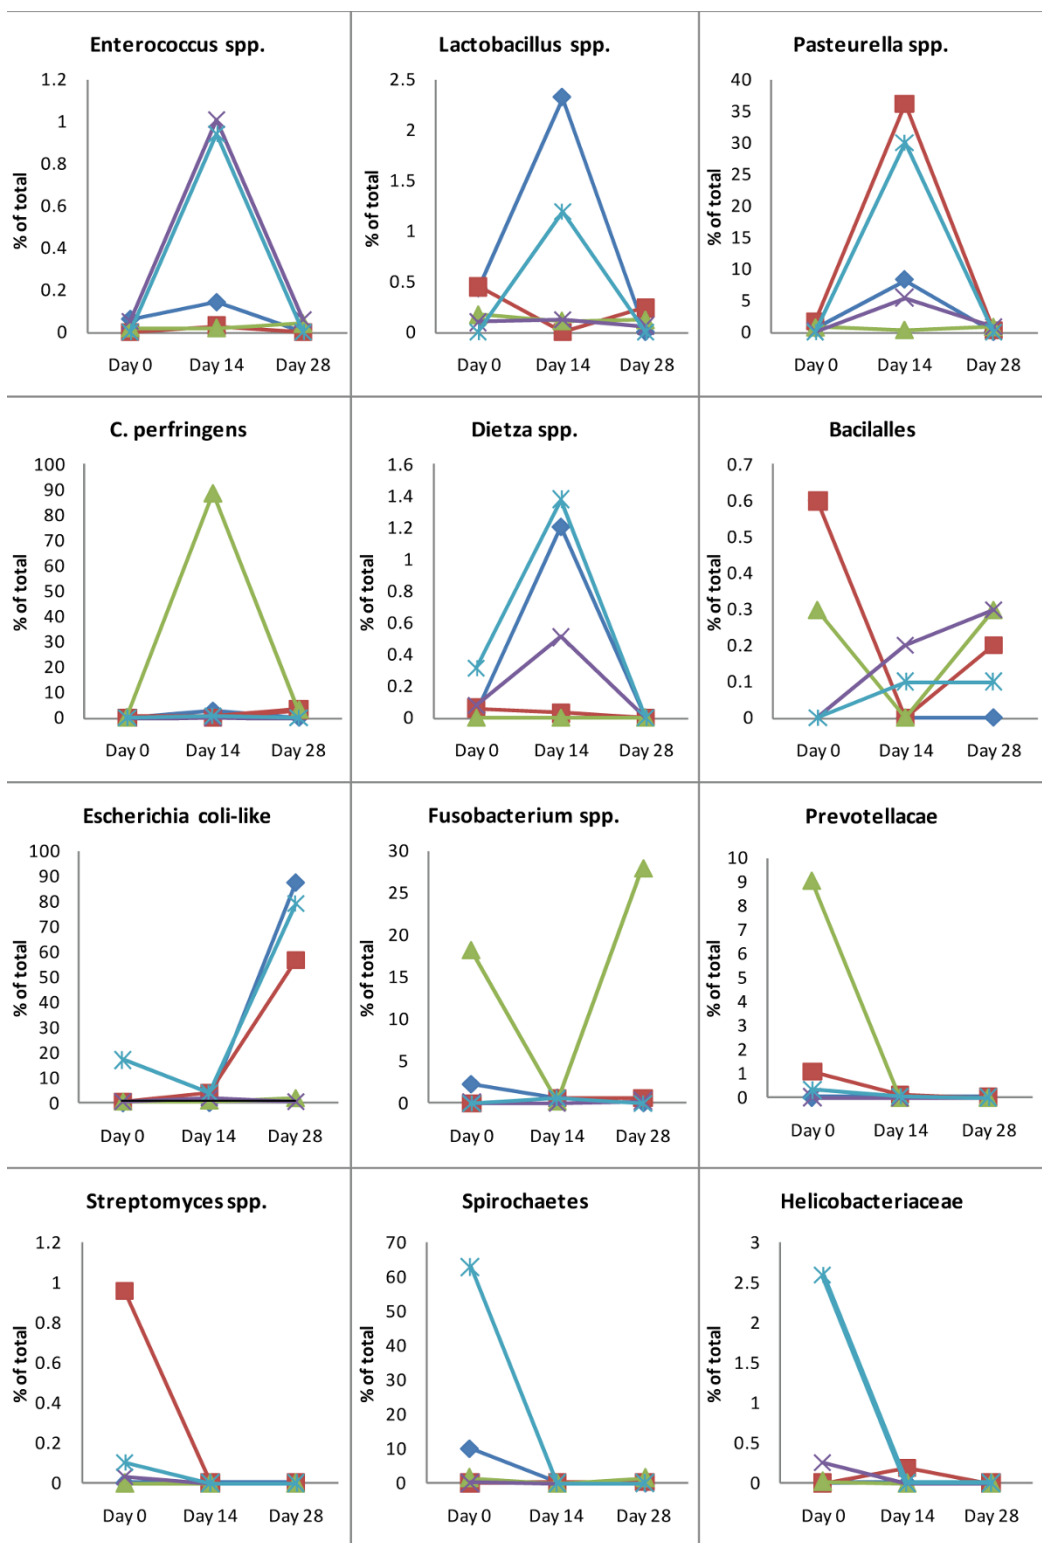 Enterococcus spp.
1.2
1
0.8
0.6
0.4
0.2
0
% of total
Day 0 Day 14 Day 28
Lactobacillus spp.
2.5
2
1.5
1
0.5
0
% of total
Day 0 Day 14 Day 28
Pasteurella spp.
40
35
30
25
20
15
10
5
0
% of total
Day 0 Day 14 Day 28
C. perfringens
100
90
80
70
60
50
40
30
20
10
0
% of total
Day 0 Day 14 Day 28
Dietza spp.
1.6
1.4
1.2
1
0.8
0.6
0.4
0.2
0
% of total
Day 0 Day 14 Day 28
Bacilalles
0.7
0.6
0.5
0.4
0.3
0.2
0.1
0
% of total
Day 0 Day 14 Day 28
Escherichia coli-like
100
90
80
70
60
50
40
30
20
10
0
% of total
Day 0 Day 14 Day 28
Fusobacterium spp.
30
25
20
15
10
5
0
% of total
Day 0 Day 14 Day 28
Prevotellacae
10
9
8
7
6
5
4
3
2
1
0
% of total
Day 0 Day 14 Day 28
Streptomyces spp.
1.2
1
0.8
0.6
0.4
0.2
0
% of total
Day 0 Day 14 Day 28
Spirochaetes
70
60
50
40
30
20
10
0
% of total
Day 0 Day 14 Day 28
Helicobacteriaceae
3
2.5
2
1.5
1
0.5
0
% of total
Day 0 Day 14 Day 28